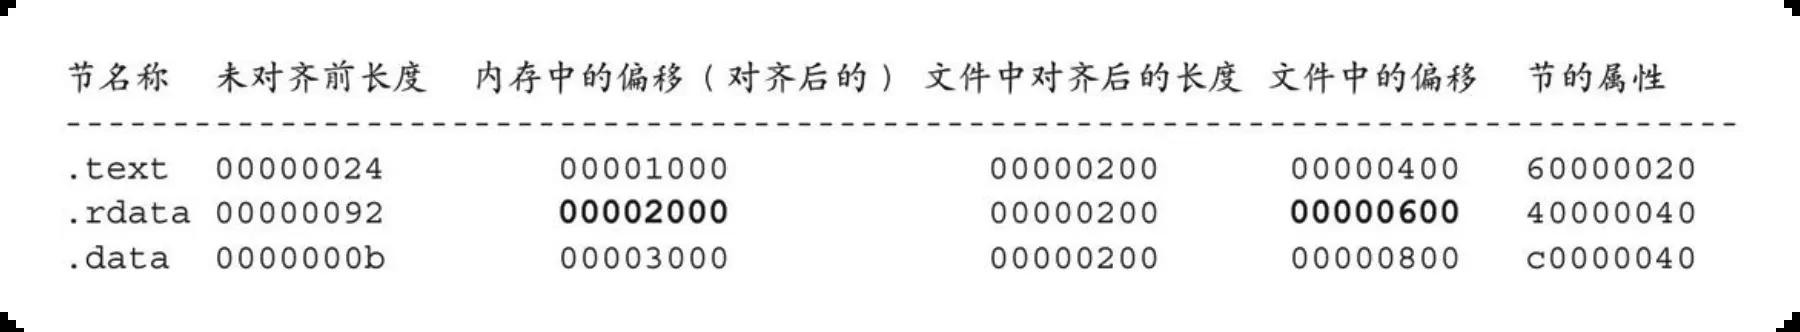 节名称 未对齐前长度 内存中的偏移（对齐后的） 文件中对齐后的长度 文件中的偏移 节的属性
--------------------------------------------------------------------------------
.text 00000024 00001000 00000200 00000400 60000020
.rdata 00000092 00002000 00000200 00000600 40000040
.data 0000000b 00003000 00000200 00000800 c0000040